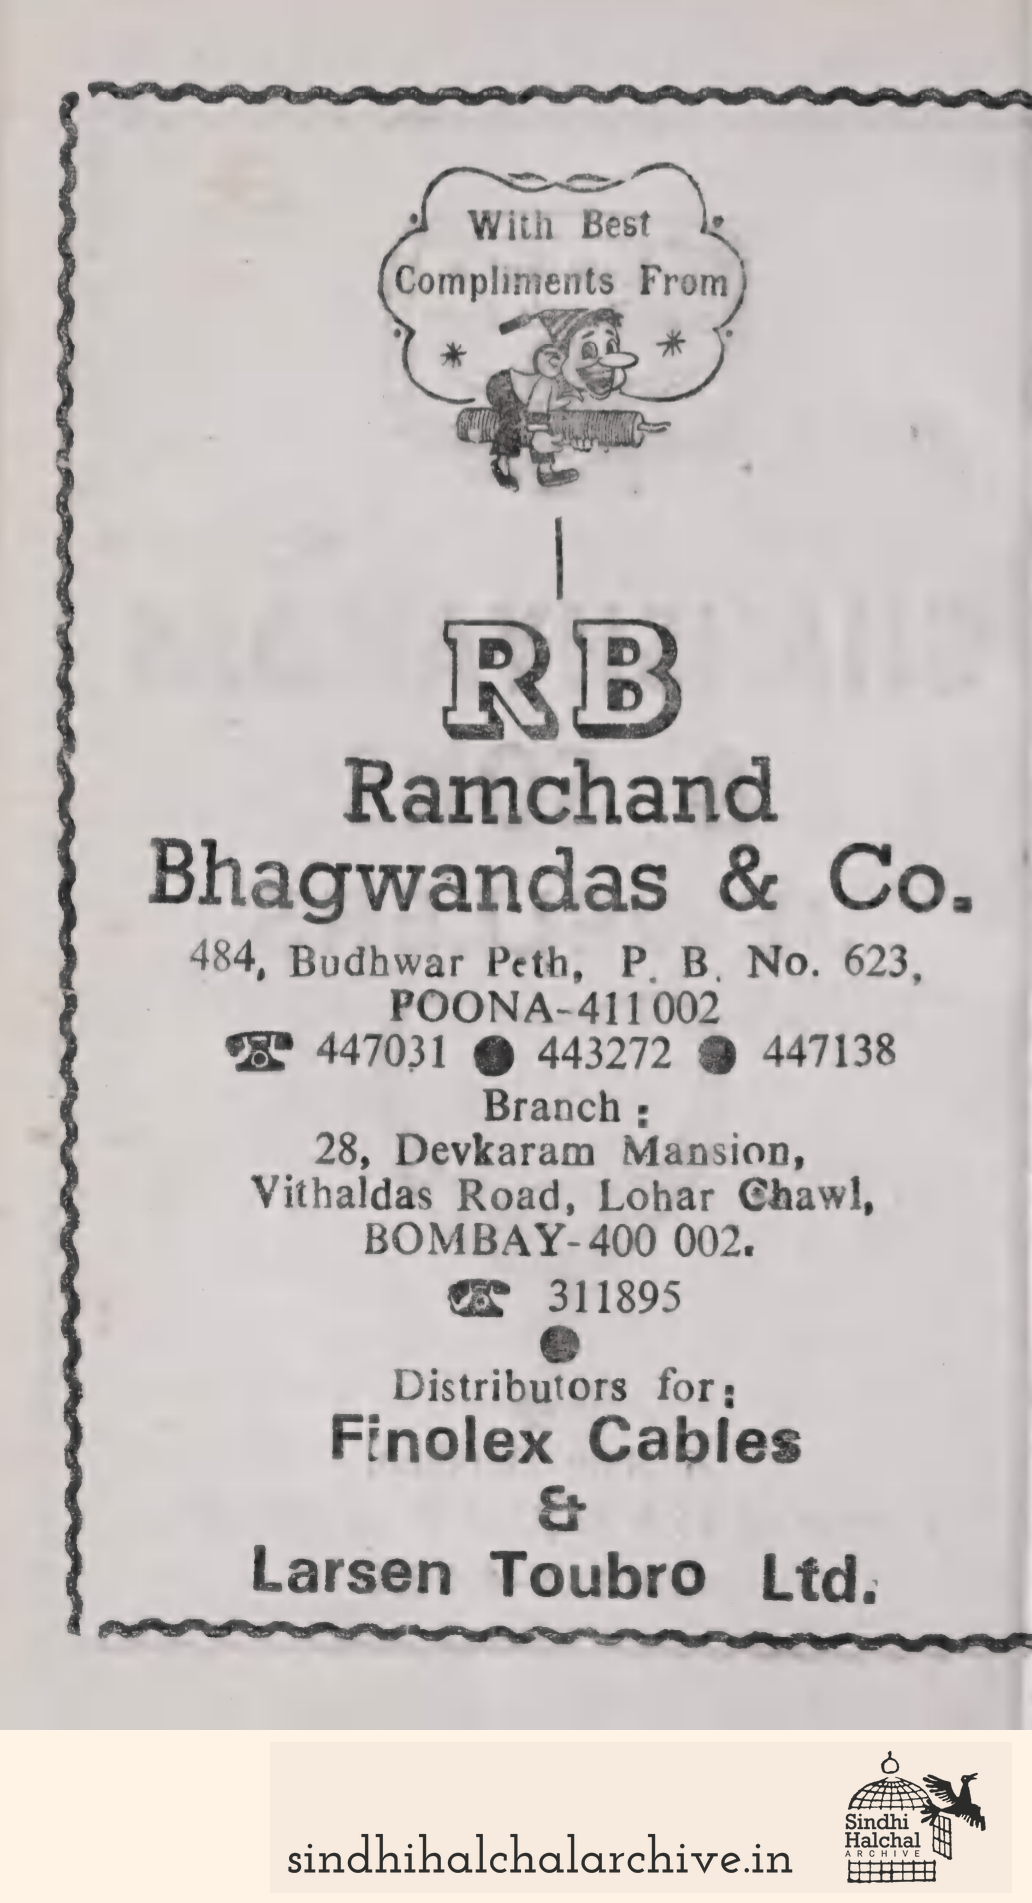 With Best
Compliments From
RB
Ramchand
Bhagwandas & Co.
484, Budhwar Peth, P. B. No. 623,
POONA-411 002
447031 ● 443272 ● 447138
Branch :
28, Devkaram Mansion,
Vithaldas Road, Lohar Chawl,
BOMBAY-400 002.
311895
Distributors for:
Finolex Cables
&
Larsen Toubro Ltd.
sindhihalchalarchive.in
Sindhi
Halchal
ARCHIVE